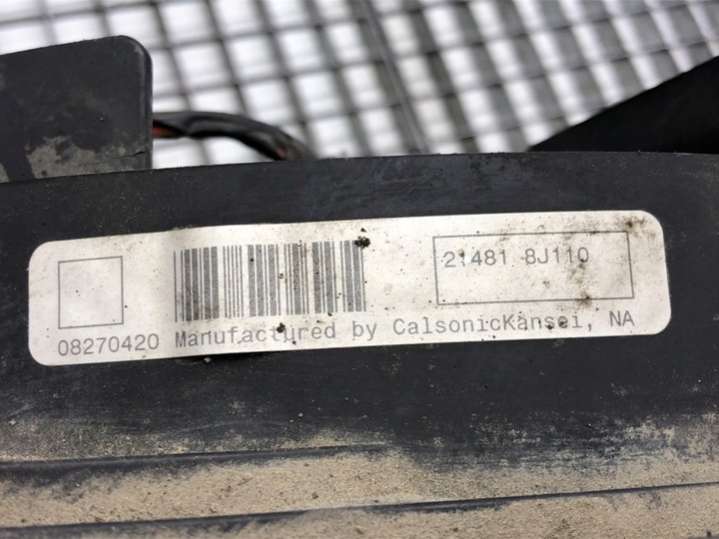 21481 8J110
08270420 Manufactured by CalsonicKansei, NA